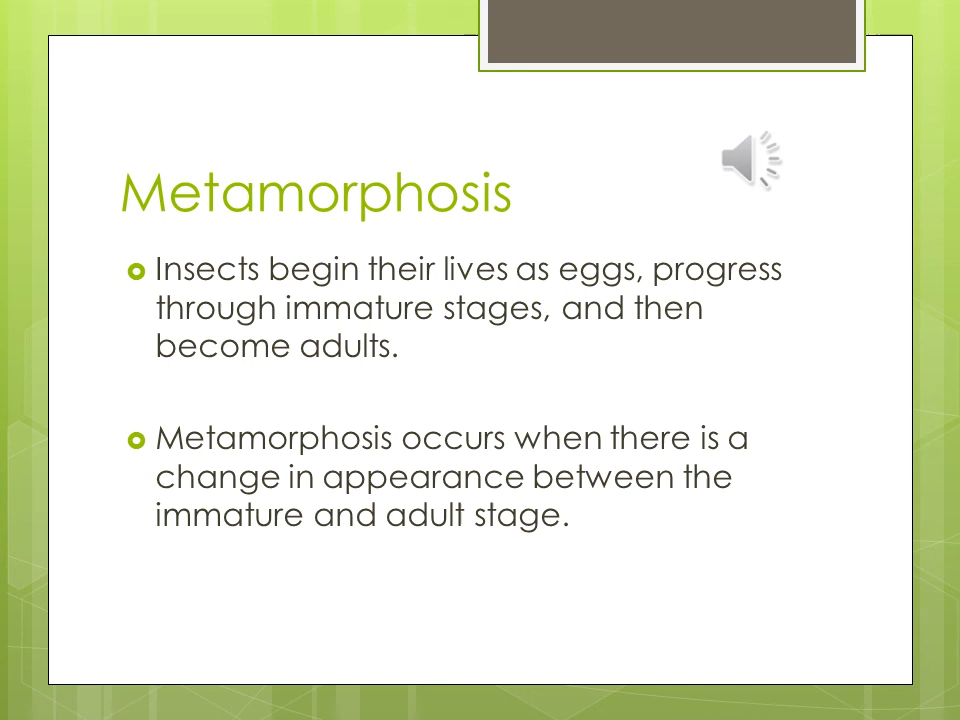 Metamorphosis
Insects begin their lives as eggs, progress
through immature stages, and then
become adults.
Metamorphosis occurs when there is a
change in appearance between the
immature and adult stage.